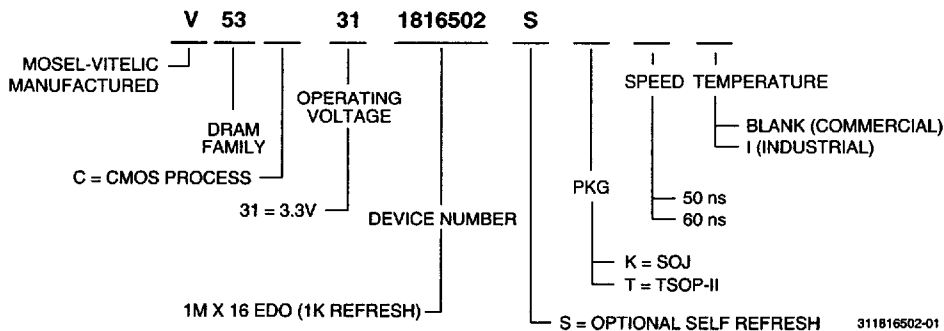 V 53 31 1816502 S
MOSEL-VITELIC
MANUFACTURED
SPEED TEMPERATURE
OPERATING
VOLTAGE
DRAM
FAMILY
BLANK (COMMERCIAL)
I (INDUSTRIAL)
C = CMOS PROCESS
PKG
50 ns
31 = 3.3V
DEVICE NUMBER
60 ns
K = SOJ
T = TSOP-II
1M X 16 EDO (1K REFRESH)
S = OPTIONAL SELF REFRESH
311816502-01